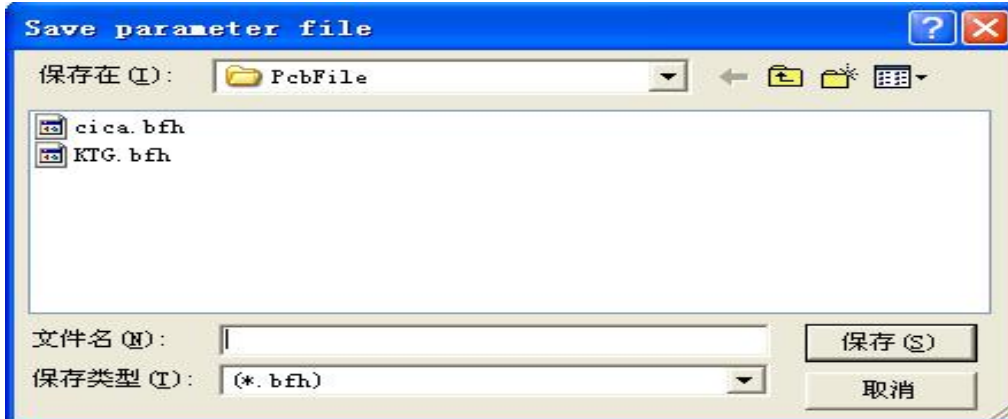 Save parameter file
保存在(I):
PcbFile
cica.bfh
KTG.bfh
文件名(N):
保存(S)
保存类型(T):
(*.bfh)
取消